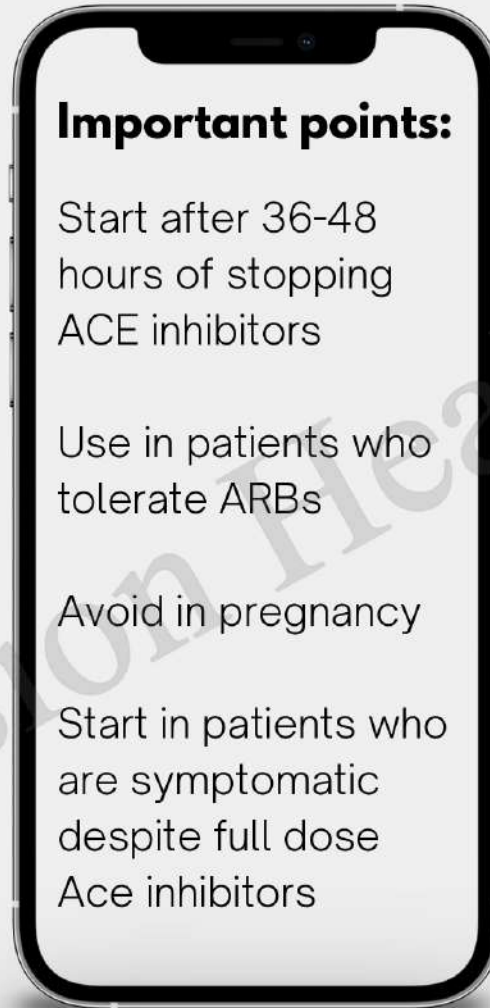 Important points:
Start after 36-48
hours of stopping
ACE inhibitors
Use in patients who
tolerate ARBs
Avoid in pregnancy
Start in patients who
are symptomatic
despite full dose
Ace inhibitors